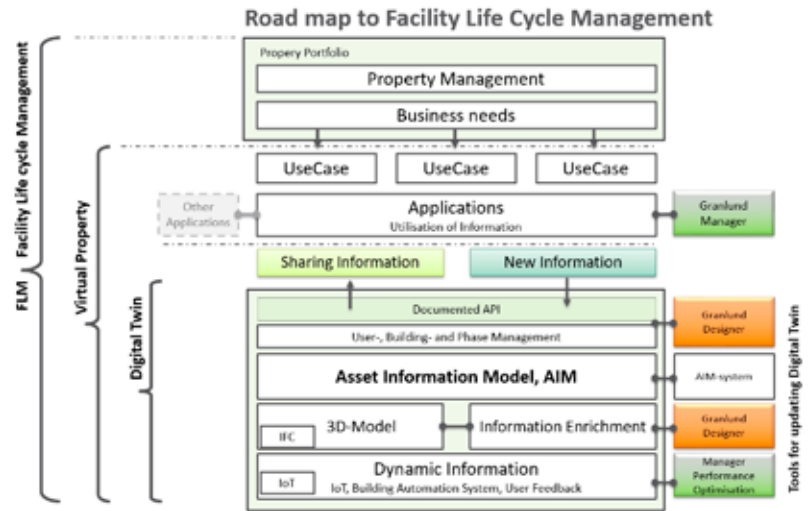 Road map to Facility Life Cycle Management
Propery Portfolio
Property Management
Business needs
UseCase
UseCase
UseCase
Other
Applications
Applications
Utilisation of Information
Granlund
Manager
Sharing Information
New Information
Documented API
User-, Building- and Phase Management
Granlund
Designer
Asset Information Model, AIM
AIM-system
IFC
3D-Model
Information Enrichment
Granlund
Designer
Dynamic Information
IoT
IoT, Building Automation System, User Feedback
Manager
Performance
Optimisation
FLM Facility Life cycle Management
Virtual Property
Digital Twin
Tools for updating Digital Twin